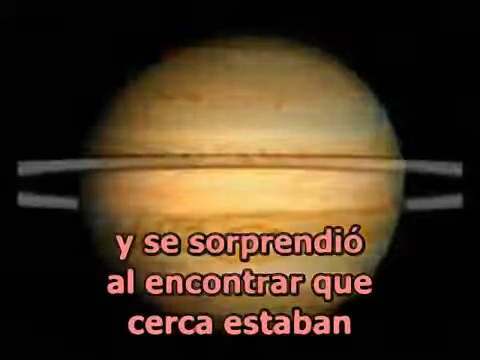 y se sorprendió
al encontrar que
cerca estaban